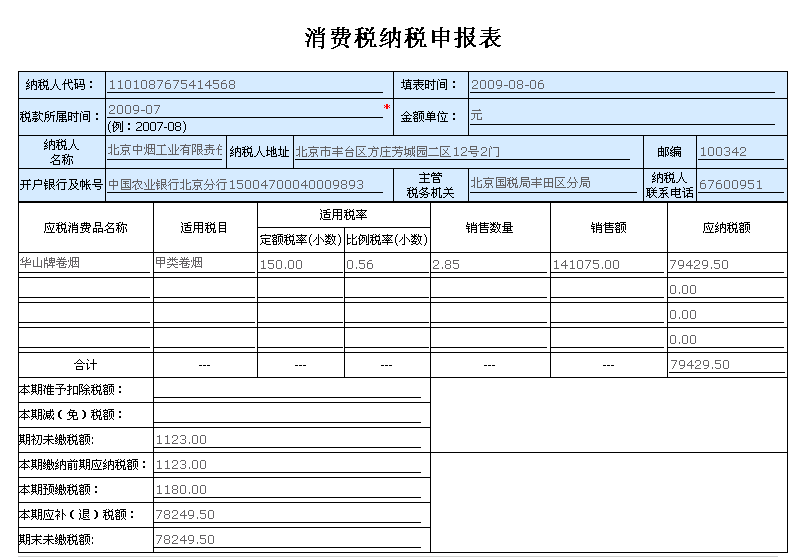 消费税纳税申报表
纳税人代码： 1101087675414568 填表时间： 2009-08-06
税款所属时间： 2009-07 * 金额单位： 元
(例：2007-08)
纳税人名称 北京中烟工业有限责 纳税人地址 北京市丰台区方庄芳城园二区12号2门 邮编 100342
开户银行及帐号 中国农业银行北京分行15004700040009893 主管税务机关 北京国税局丰田区分局 纳税人联系电话 67600951
应税消费品名称 适用税目 适用税率 销售数量 销售额 应纳税额
定额税率(小数) 比例税率(小数)
华山牌卷烟 甲类卷烟 150.00 0.56 2.85 141075.00 79429.50
0.00
0.00
0.00
合计 --- --- --- --- --- 79429.50
本期准予扣除税额：
本期减（免）税额：
期初未缴税额: 1123.00
本期缴纳前期应纳税额： 1123.00
本期预缴税额： 1180.00
本期应补（退）税额： 78249.50
期末未缴税额: 78249.50